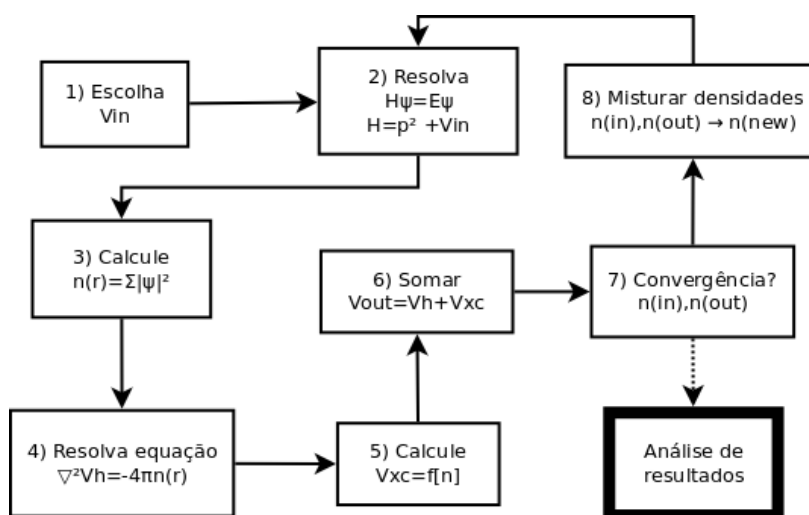 1) Escolha
Vin
2) Resolva
Hψ=Eψ
H=p² +Vin
3) Calcule
n(r)=Σ|ψ|²
4) Resolva equação
▽²Vh=-4πn(r)
5) Calcule
Vxc=f[n]
6) Somar
Vout=Vh+Vxc
7) Convergência?
n(in),n(out)
8) Misturar densidades
n(in),n(out) → n(new)
Análise de
resultados